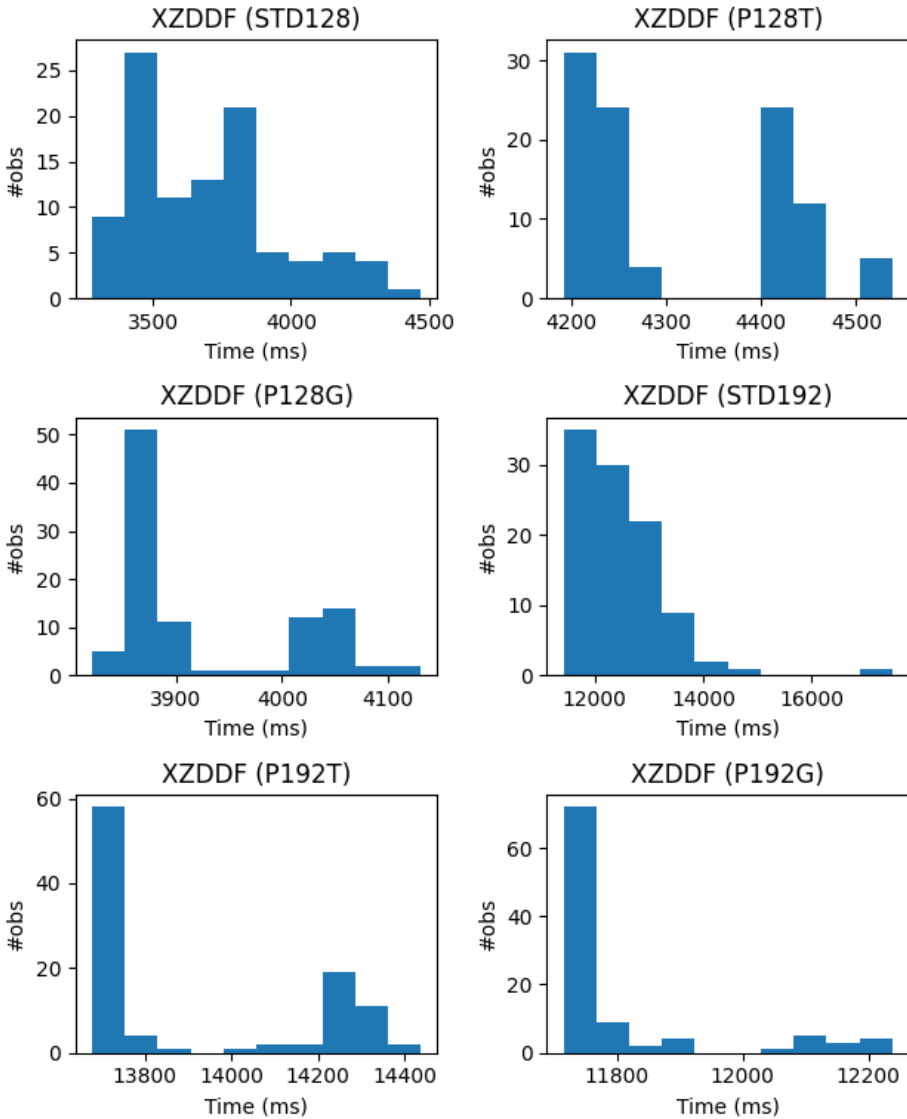 XZDDF (STD128)
25
20
15
10
5
0
#obs
3500
4000
4500
Time (ms)
XZDDF (P128T)
30
20
10
0
#obs
4200
4300
4400
4500
Time (ms)
XZDDF (P128G)
50
40
30
20
10
0
#obs
3900
4000
4100
Time (ms)
XZDDF (STD192)
30
20
10
0
#obs
12000
14000
16000
Time (ms)
XZDDF (P192T)
60
40
20
0
#obs
13800
14000
14200
14400
Time (ms)
XZDDF (P192G)
60
40
20
0
#obs
11800
12000
12200
Time (ms)